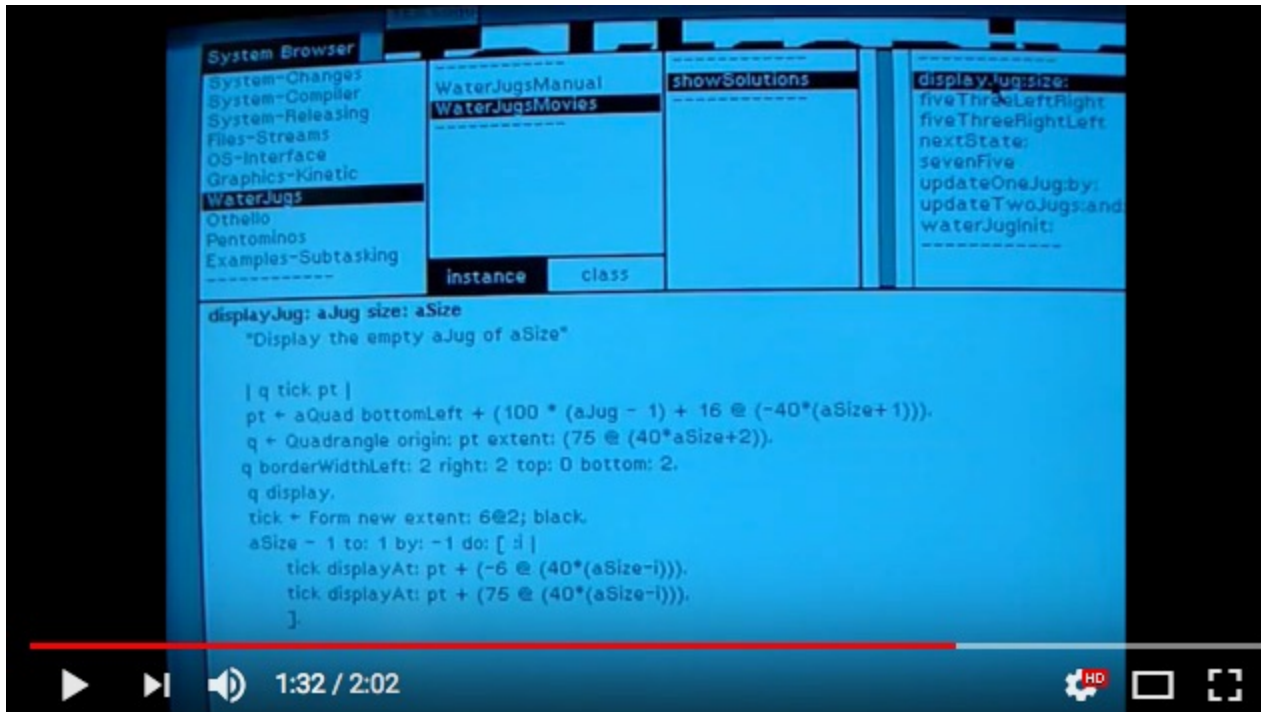 System Browser
System-Changes
System-Compiler
System-Releasing
Files-Streams
OS-Interface
Graphics-Kinetic
WaterJugs
Othello
Pentominos
Examples-Subtasking
------------
------------
WaterJugsManual
WaterJugsMovies
------------
instance
class
------------
showSolutions
------------
------------
displayJug:size:
fiveThreeLeftRight
fiveThreeRightLeft
nextState:
sevenFive
updateOneJug:by:
updateTwoJugs:and:
waterJugInit:
------------
displayJug: aJug size: aSize
"Display the empty aJug of aSize"
| q tick pt |
pt ← aQuad bottomLeft + (100 * (aJug - 1) + 16 @ (-40*(aSize+1))).
q ← Quadrangle origin: pt extent: (75 @ (40*aSize+2)).
q borderWidthLeft: 2 right: 2 top: 0 bottom: 2.
q display.
tick ← Form new extent: 6@2; black.
aSize - 1 to: 1 by: -1 do: [ :i |
tick displayAt: pt + (-6 @ (40*(aSize-i))).
tick displayAt: pt + (75 @ (40*(aSize-i))).
].
1:32 / 2:02
HD